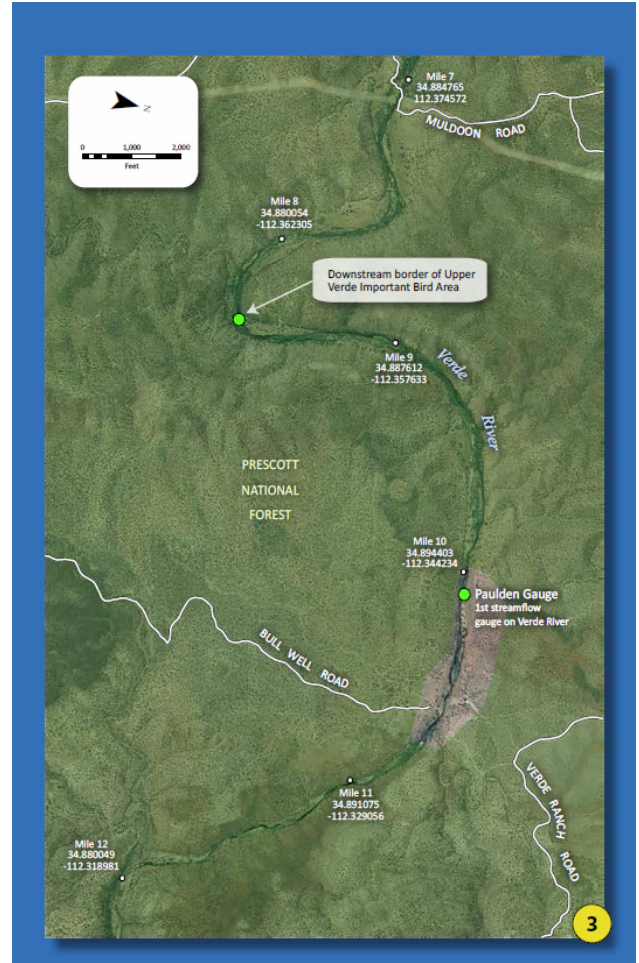 Mile 7
34.884765
112.374572
MULDOON ROAD
N
0 1,000 2,000
Feet
Mile 8
34.880054
-112.362305
Downstream border of Upper
Verde Important Bird Area
Mile 9
34.887612
-112.357633
Verde
River
PRESCOTT
NATIONAL
FOREST
Mile 10
34.894403
-112.344234
Paulden Gauge
1st streamflow
gauge on Verde River
BULL WELL ROAD
Mile 11
34.891075
-112.329056
VERDE RANCH
ROAD
Mile 12
34.880049
-112.318981
3